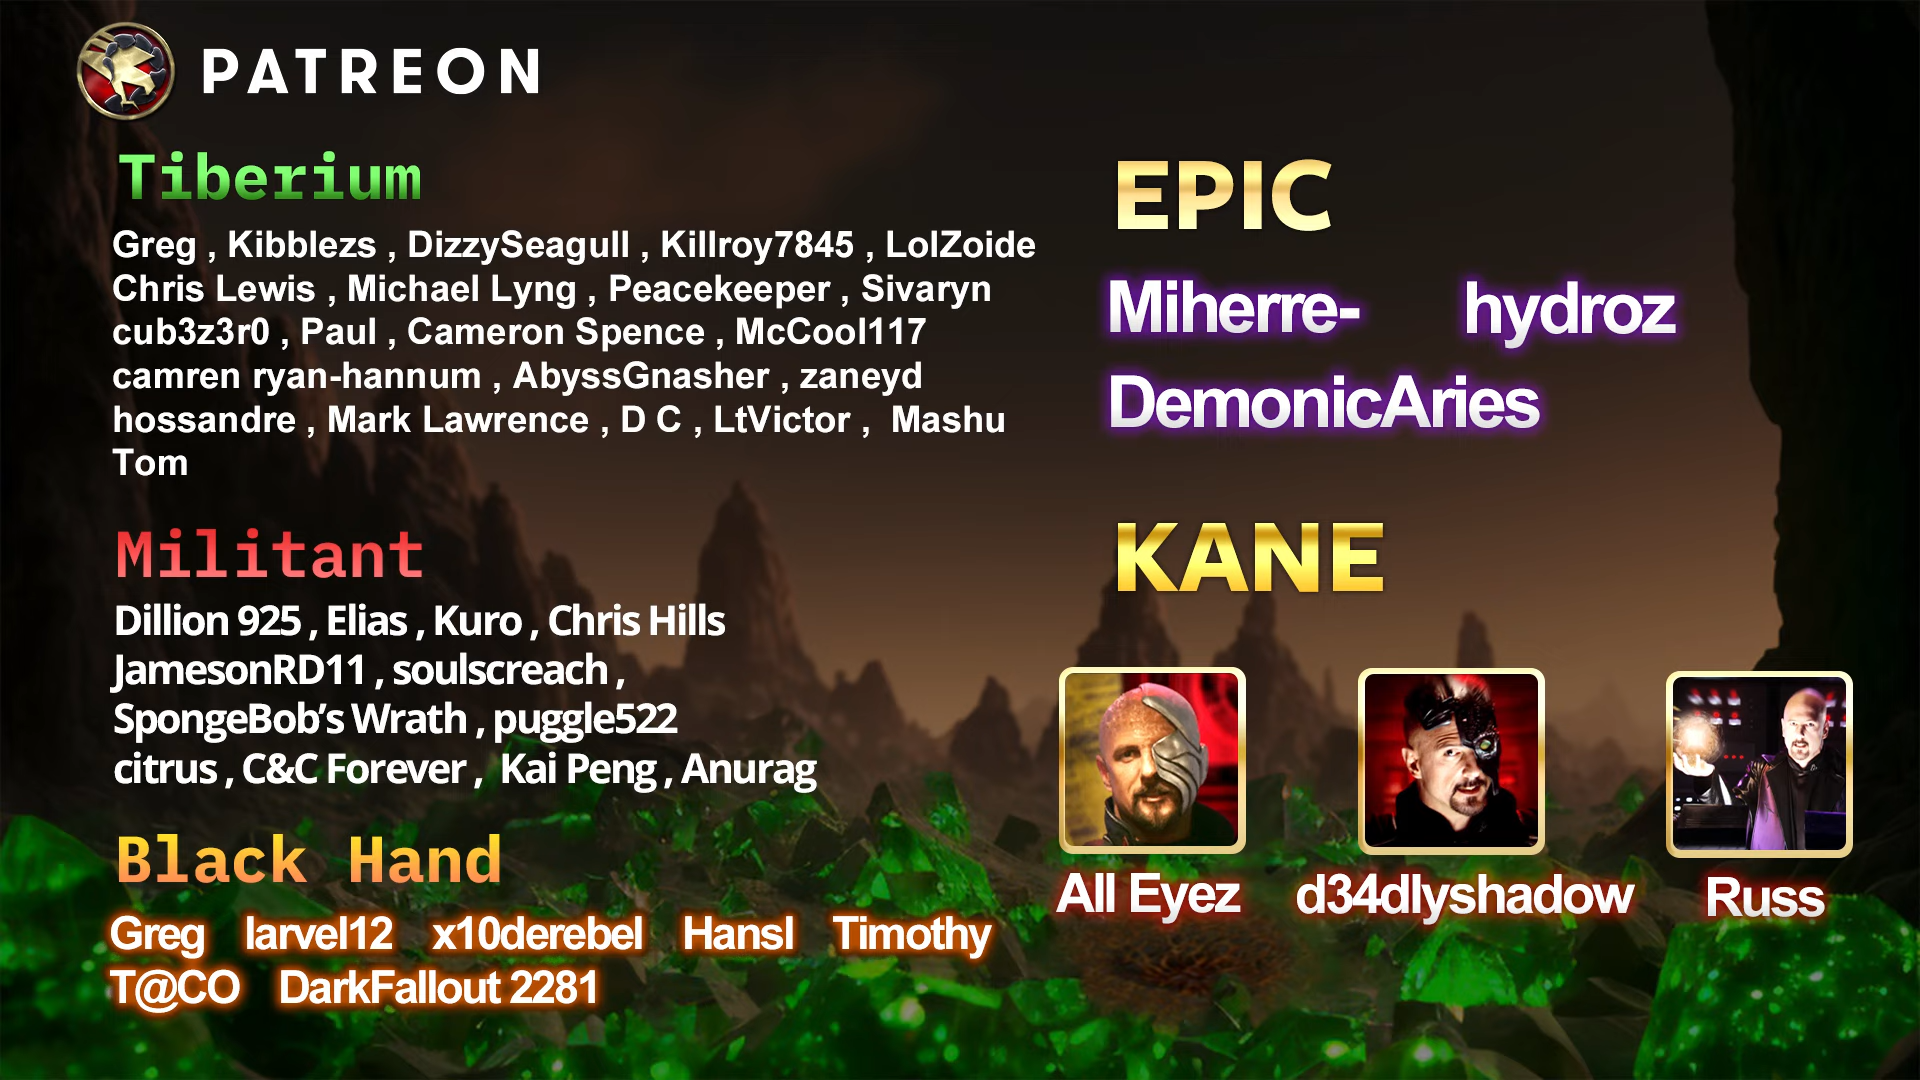 PATREON
Tiberium
Greg , Kibblezs , DizzySeagull , Killroy7845 , LolZoide
Chris Lewis , Michael Lyng , Peacekeeper , Sivaryn
cub3z3r0 , Paul , Cameron Spence , McCool117
camren ryan-hannum , AbyssGnasher , zaneyd
hossandre , Mark Lawrence , D C , LtVictor ,  Mashu
Tom
Militant
Dillion 925 , Elias , Kuro , Chris Hills
JamesonRD11 , soulscreach ,
SpongeBob’s Wrath , puggle522
citrus , C&C Forever ,  Kai Peng , Anurag
Black Hand
Greg larvel12 x10derebel Hansl Timothy
T@CO DarkFallout 2281
EPIC
Miherre- hydroz
DemonicAries
KANE
All Eyez d34dlyshadow Russ